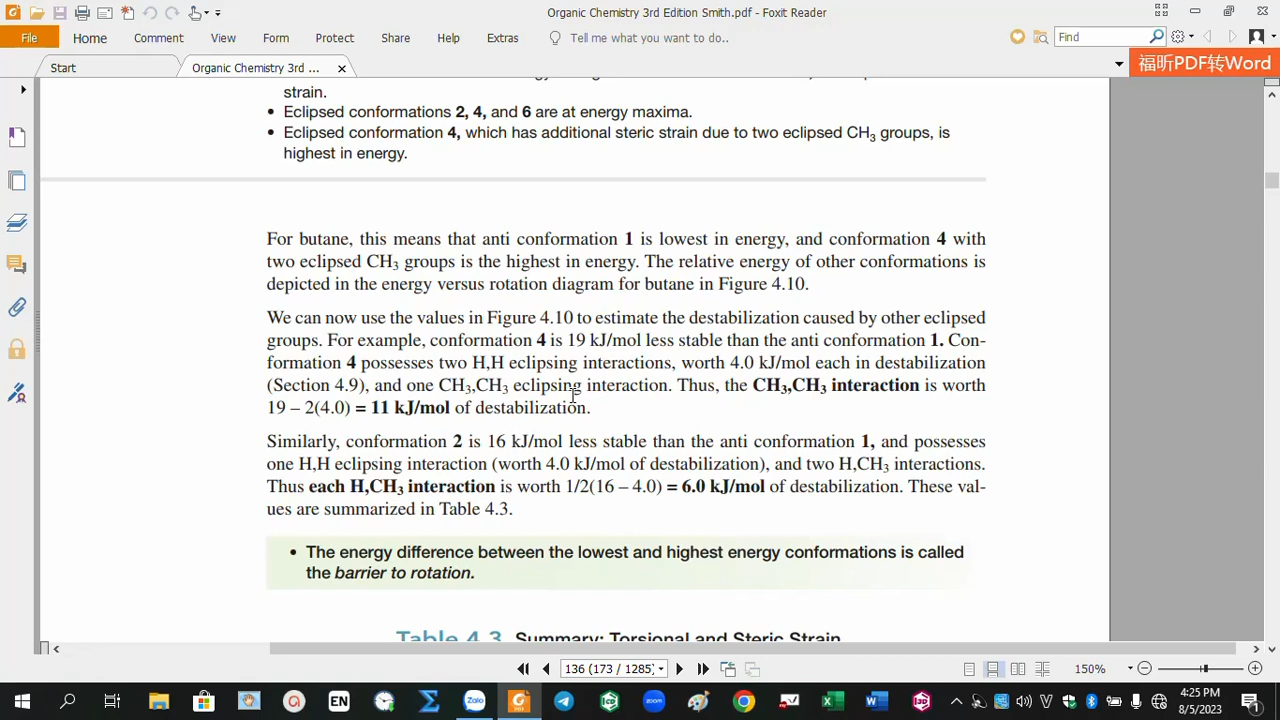 Organic Chemistry 3rd Edition Smith.pdf - Foxit Reader
File Home Comment View Form Protect Share Help Extras Tell me what you want to do.. Find
Start Organic Chemistry 3rd ... 福昕PDF转Word
strain.
• Eclipsed conformations 2, 4, and 6 are at energy maxima.
• Eclipsed conformation 4, which has additional steric strain due to two eclipsed CH₃ groups, is
highest in energy.
For butane, this means that anti conformation 1 is lowest in energy, and conformation 4 with
two eclipsed CH₃ groups is the highest in energy. The relative energy of other conformations is
depicted in the energy versus rotation diagram for butane in Figure 4.10.
We can now use the values in Figure 4.10 to estimate the destabilization caused by other eclipsed
groups. For example, conformation 4 is 19 kJ/mol less stable than the anti conformation 1. Con-
formation 4 possesses two H,H eclipsing interactions, worth 4.0 kJ/mol each in destabilization
(Section 4.9), and one CH₃,CH₃ eclipsing interaction. Thus, the CH₃,CH₃ interaction is worth
19 – 2(4.0) = 11 kJ/mol of destabilization.
Similarly, conformation 2 is 16 kJ/mol less stable than the anti conformation 1, and possesses
one H,H eclipsing interaction (worth 4.0 kJ/mol of destabilization), and two H,CH₃ interactions.
Thus each H,CH₃ interaction is worth 1/2(16 – 4.0) = 6.0 kJ/mol of destabilization. These val-
ues are summarized in Table 4.3.
• The energy difference between the lowest and highest energy conformations is called
the barrier to rotation.
Table 4.3 Summary: Torsional and Steric Strain
136 (173 / 1285) 150%
EN Zalo zoom 4:25 PM
8/5/2023